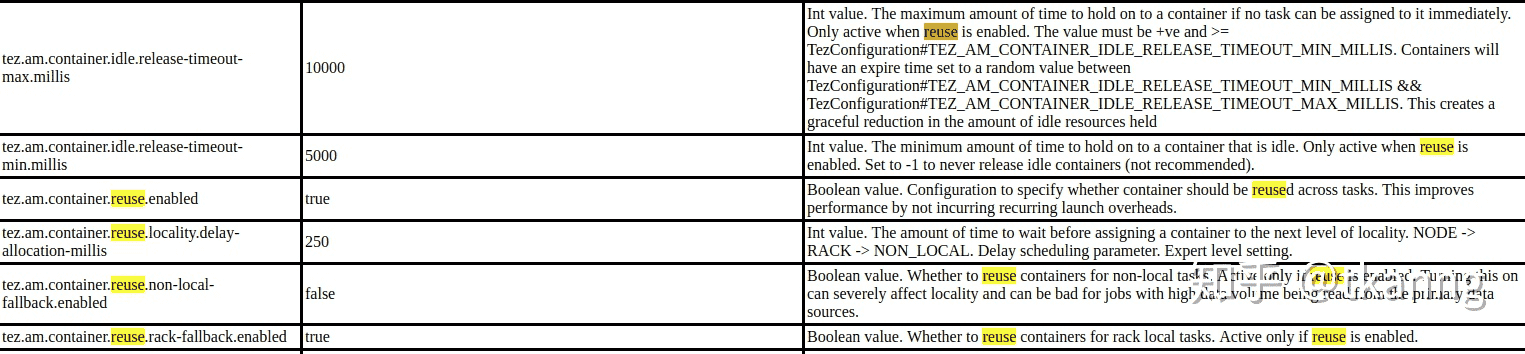 tez.am.container.idle.release-timeout-
max.millis
10000
Int value. The maximum amount of time to hold on to a container if no task can be assigned to it immediately.
Only active when reuse is enabled. The value must be +ve and >=
TezConfiguration#TEZ_AM_CONTAINER_IDLE_RELEASE_TIMEOUT_MIN_MILLIS. Containers will
have an expire time set to a random value between
TezConfiguration#TEZ_AM_CONTAINER_IDLE_RELEASE_TIMEOUT_MIN_MILLIS &&
TezConfiguration#TEZ_AM_CONTAINER_IDLE_RELEASE_TIMEOUT_MAX_MILLIS. This creates a
graceful reduction in the amount of idle resources held
tez.am.container.idle.release-timeout-
min.millis
5000
Int value. The minimum amount of time to hold on to a container that is idle. Only active when reuse is
enabled. Set to -1 to never release idle containers (not recommended).
tez.am.container.reuse.enabled
true
Boolean value. Configuration to specify whether container should be reused across tasks. This improves
performance by not incurring recurring launch overheads.
tez.am.container.reuse.locality.delay-
allocation-millis
250
Int value. The amount of time to wait before assigning a container to the next level of locality. NODE ->
RACK -> NON_LOCAL. Delay scheduling parameter. Expert level setting.
tez.am.container.reuse.non-local-
fallback.enabled
false
Boolean value. Whether to reuse containers for non-local tasks. Active only if reuse is enabled. Turning this on
can severely affect locality and can be bad for jobs with high data volume being read from the primary data
sources.
知乎 @tkanng
tez.am.container.reuse.rack-fallback.enabled
true
Boolean value. Whether to reuse containers for rack local tasks. Active only if reuse is enabled.